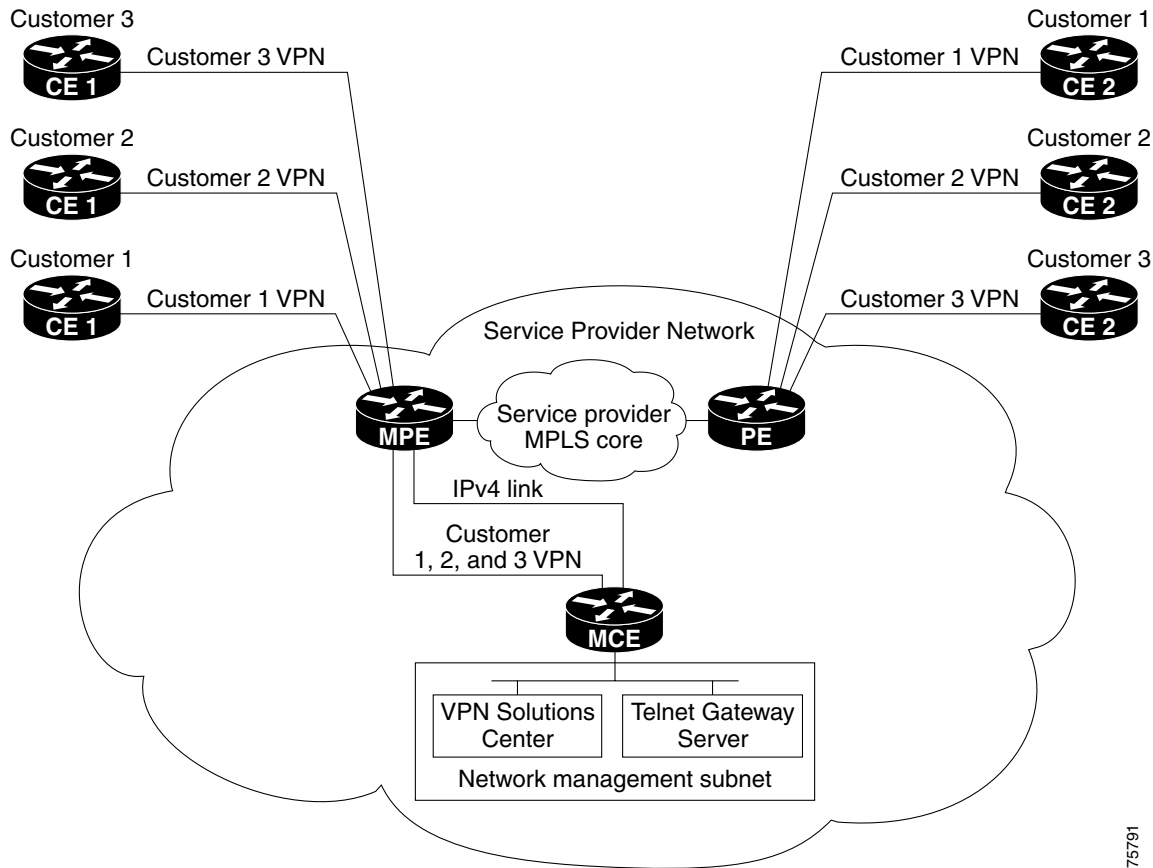 Customer 3
CE 1
Customer 3 VPN
Customer 2
CE 1
Customer 2 VPN
Customer 1
CE 1
Customer 1 VPN
Customer 1
Customer 1 VPN
CE 2
Customer 2
Customer 2 VPN
CE 2
Customer 3
Customer 3 VPN
CE 2
Service Provider Network
MPE
Service provider
MPLS core
PE
IPv4 link
Customer
1, 2, and 3 VPN
MCE
VPN Solutions
Center
Telnet Gateway
Server
Network management subnet
75791